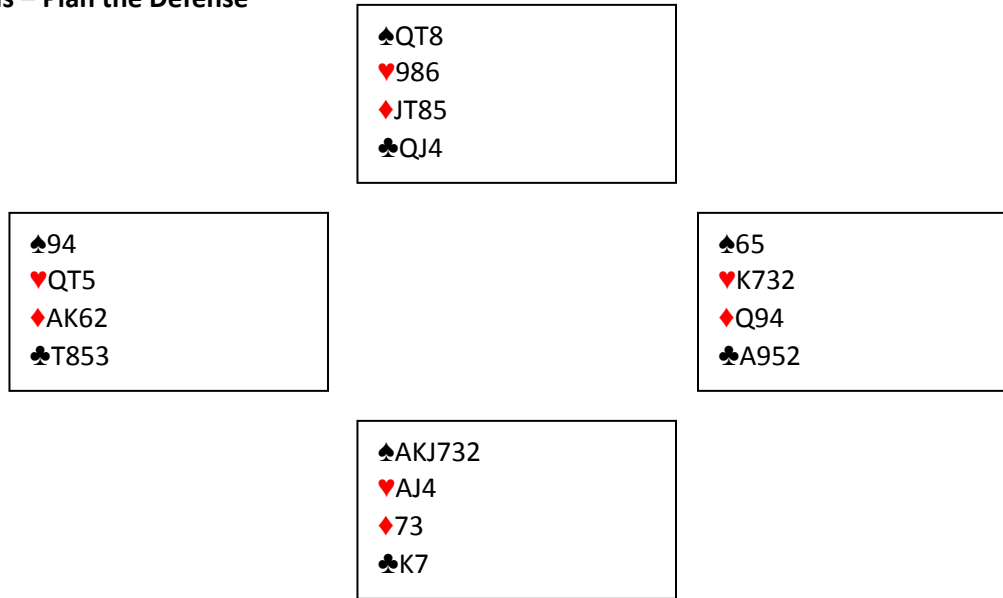 – Plan the Defense
♠QT8
♥986
♦JT85
♣QJ4
♠94
♥QT5
♦AK62
♣T853
♠65
♥K732
♦Q94
♣A952
♠AKJ732
♥AJ4
♦73
♣K7